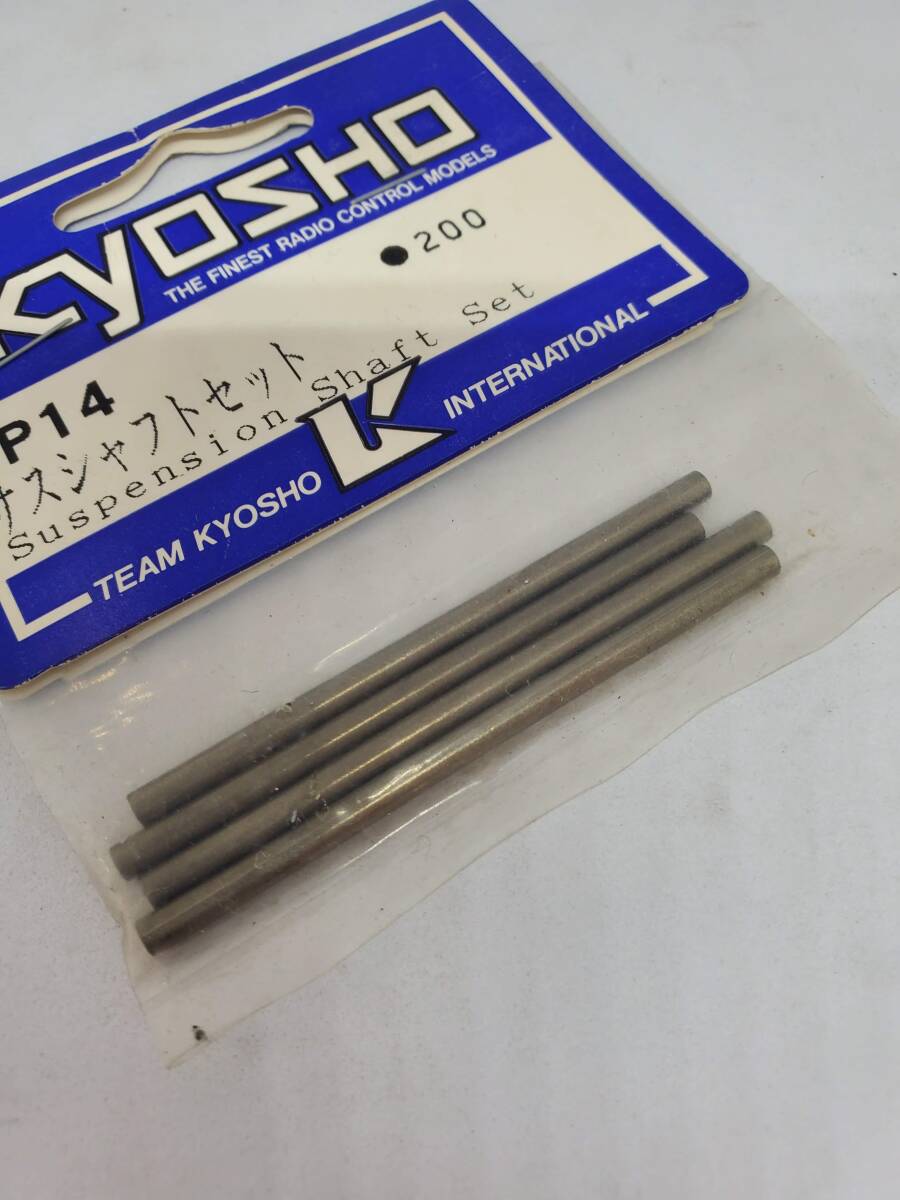 KYOSHO
THE FINEST RADIO CONTROL MODELS
●200
P14
サスシャフトセット
Suspension Shaft Set
TEAM KYOSHO K INTERNATIONAL